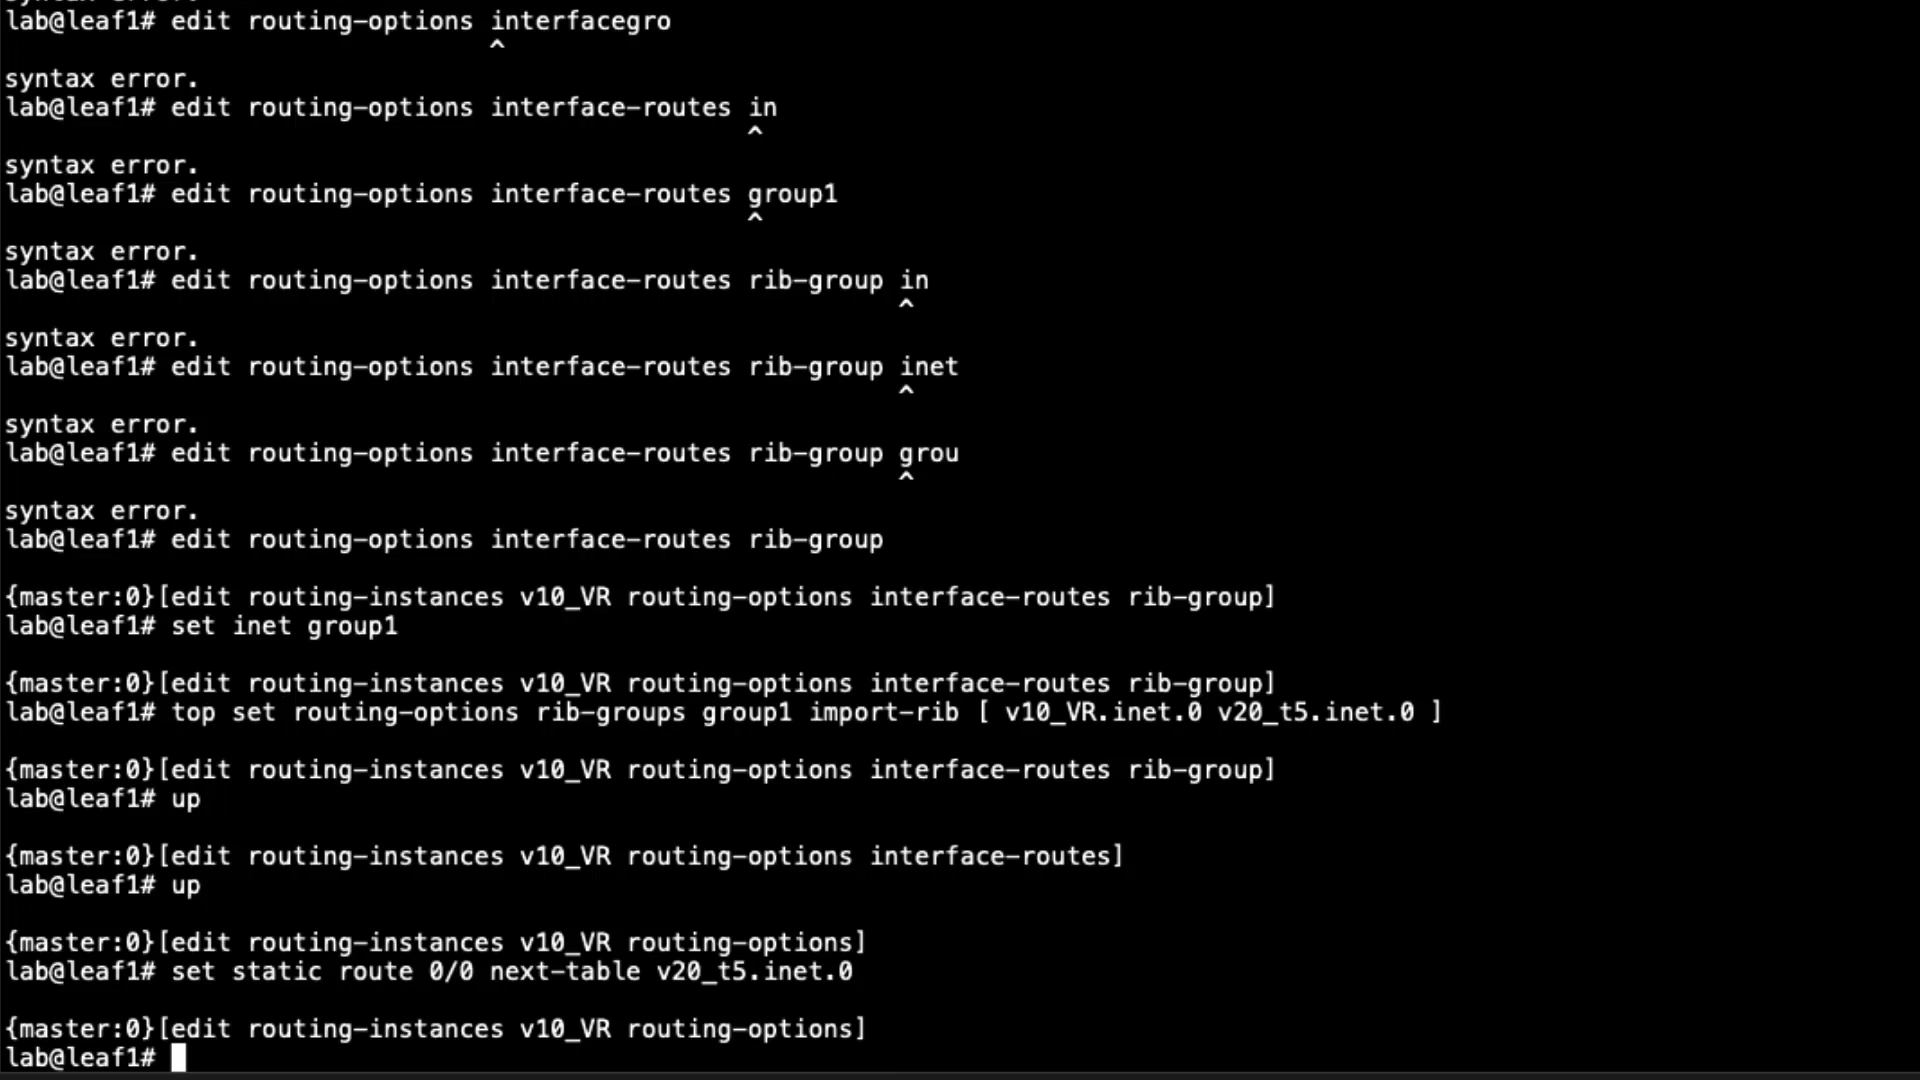 syntax error.
lab@leaf1# edit routing-options interfacegro
^
syntax error.
lab@leaf1# edit routing-options interface-routes in
^
syntax error.
lab@leaf1# edit routing-options interface-routes group1
^
syntax error.
lab@leaf1# edit routing-options interface-routes rib-group in
^
syntax error.
lab@leaf1# edit routing-options interface-routes rib-group inet
^
syntax error.
lab@leaf1# edit routing-options interface-routes rib-group grou
^
syntax error.
lab@leaf1# edit routing-options interface-routes rib-group
{master:0}[edit routing-instances v10_VR routing-options interface-routes rib-group]
lab@leaf1# set inet group1
{master:0}[edit routing-instances v10_VR routing-options interface-routes rib-group]
lab@leaf1# top set routing-options rib-groups group1 import-rib [ v10_VR.inet.0 v20_t5.inet.0 ]
{master:0}[edit routing-instances v10_VR routing-options interface-routes rib-group]
lab@leaf1# up
{master:0}[edit routing-instances v10_VR routing-options interface-routes]
lab@leaf1# up
{master:0}[edit routing-instances v10_VR routing-options]
lab@leaf1# set static route 0/0 next-table v20_t5.inet.0
{master:0}[edit routing-instances v10_VR routing-options]
lab@leaf1#